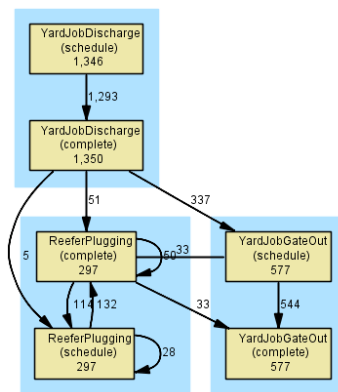 YardJobDischarge
(schedule)
1,346
1,293
YardJobDischarge
(complete)
1,350
51
337
5
ReeferPlugging
(complete)
297
50
33
YardJobGateOut
(schedule)
577
114
132
33
544
ReeferPlugging
(schedule)
297
28
YardJobGateOut
(complete)
577